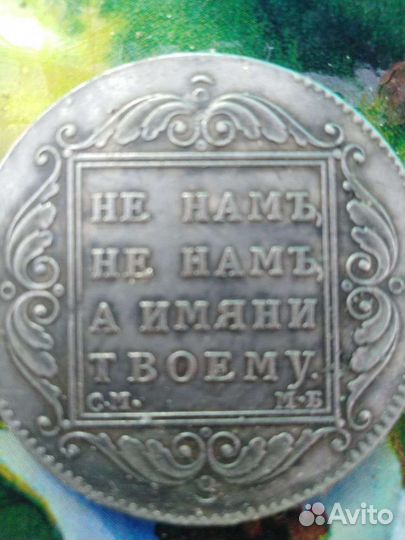 НЕ НАМЪ,
НЕ НАМЪ,
А ИМЯНИ
ТВОЕМУ.
С.М. М·Б
Avito